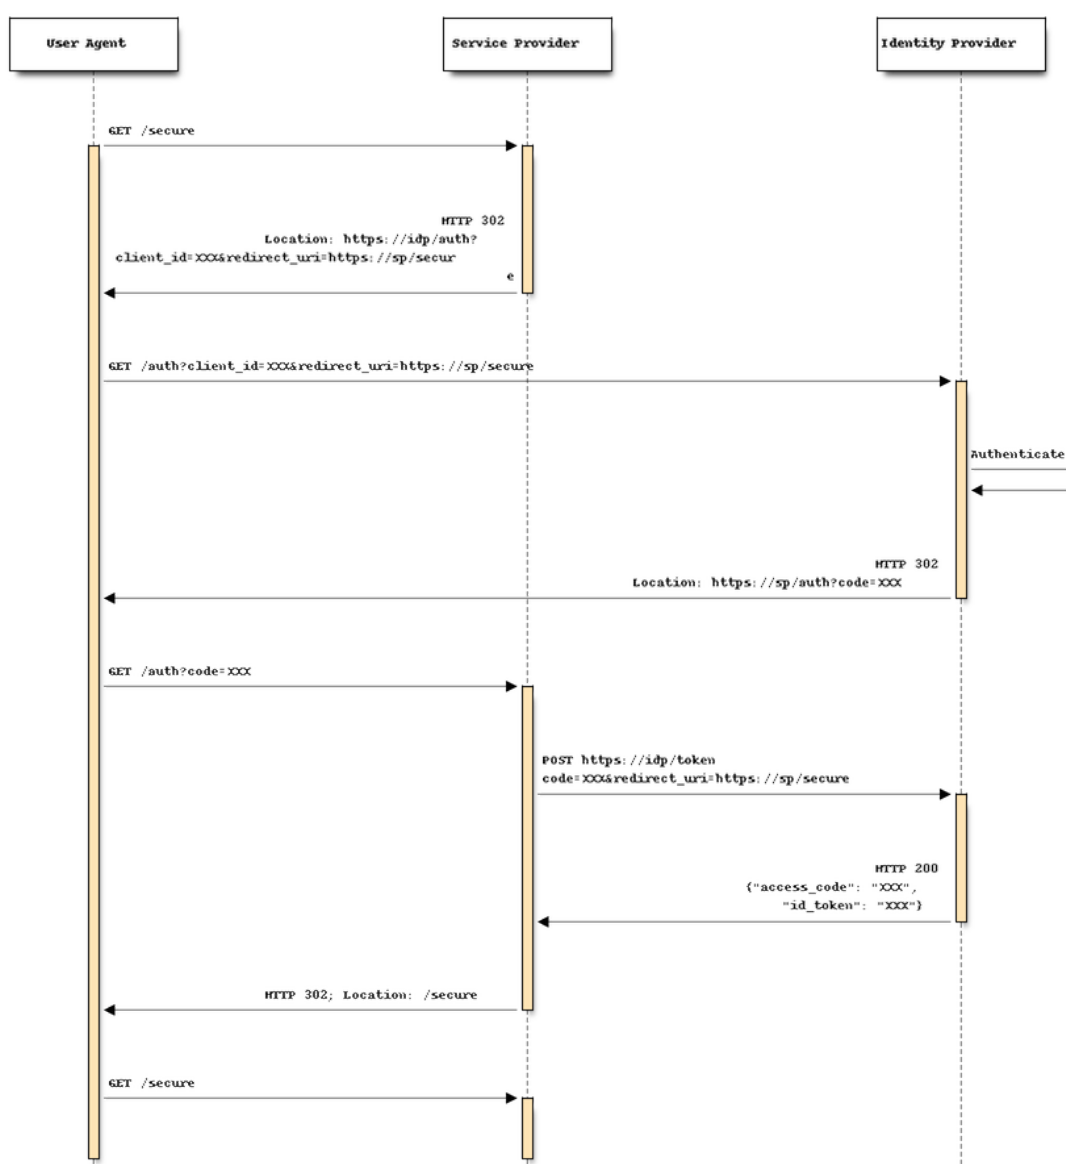 User Agent
Service Provider
Identity Provider
GET /secure
HTTP 302
Location: https://idp/auth?
client_id=XXX&redirect_uri=https://sp/secur
e
GET /auth?client_id=XXX&redirect_uri=https://sp/secure
Authenticate
HTTP 302
Location: https://sp/auth?code=XXX
GET /auth?code=XXX
POST https://idp/token
code=XXX&redirect_uri=https://sp/secure
HTTP 200
{"access_code": "XXX",
"id_token": "XXX"}
HTTP 302; Location: /secure
GET /secure